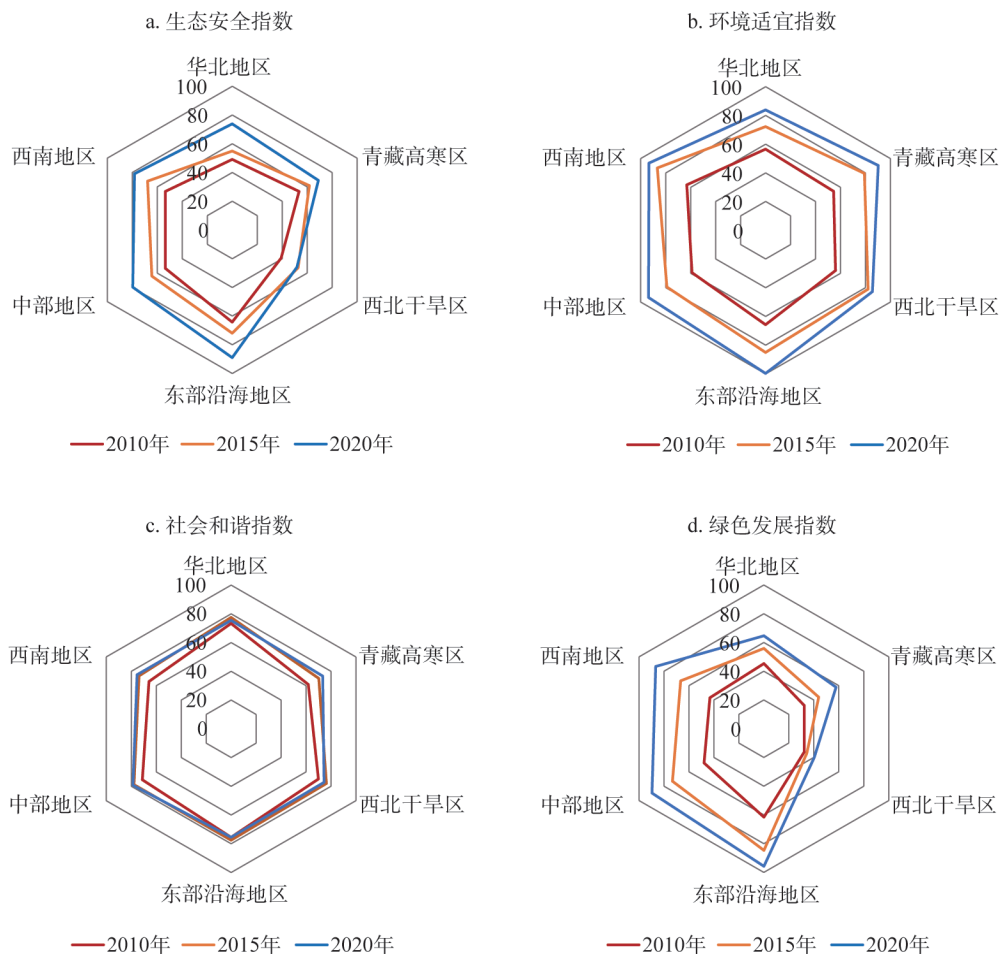 a. 生态安全指数
华北地区
100
80
60
40
20
0
青藏高寒区
西北干旱区
东部沿海地区
中部地区
西南地区
2010年 2015年 2020年
b. 环境适宜指数
华北地区
100
80
60
40
20
0
青藏高寒区
西北干旱区
东部沿海地区
中部地区
西南地区
2010年 2015年 2020年
c. 社会和谐指数
华北地区
100
80
60
40
20
0
青藏高寒区
西北干旱区
东部沿海地区
中部地区
西南地区
2010年 2015年 2020年
d. 绿色发展指数
华北地区
100
80
60
40
20
0
青藏高寒区
西北干旱区
东部沿海地区
中部地区
西南地区
2010年 2015年 2020年